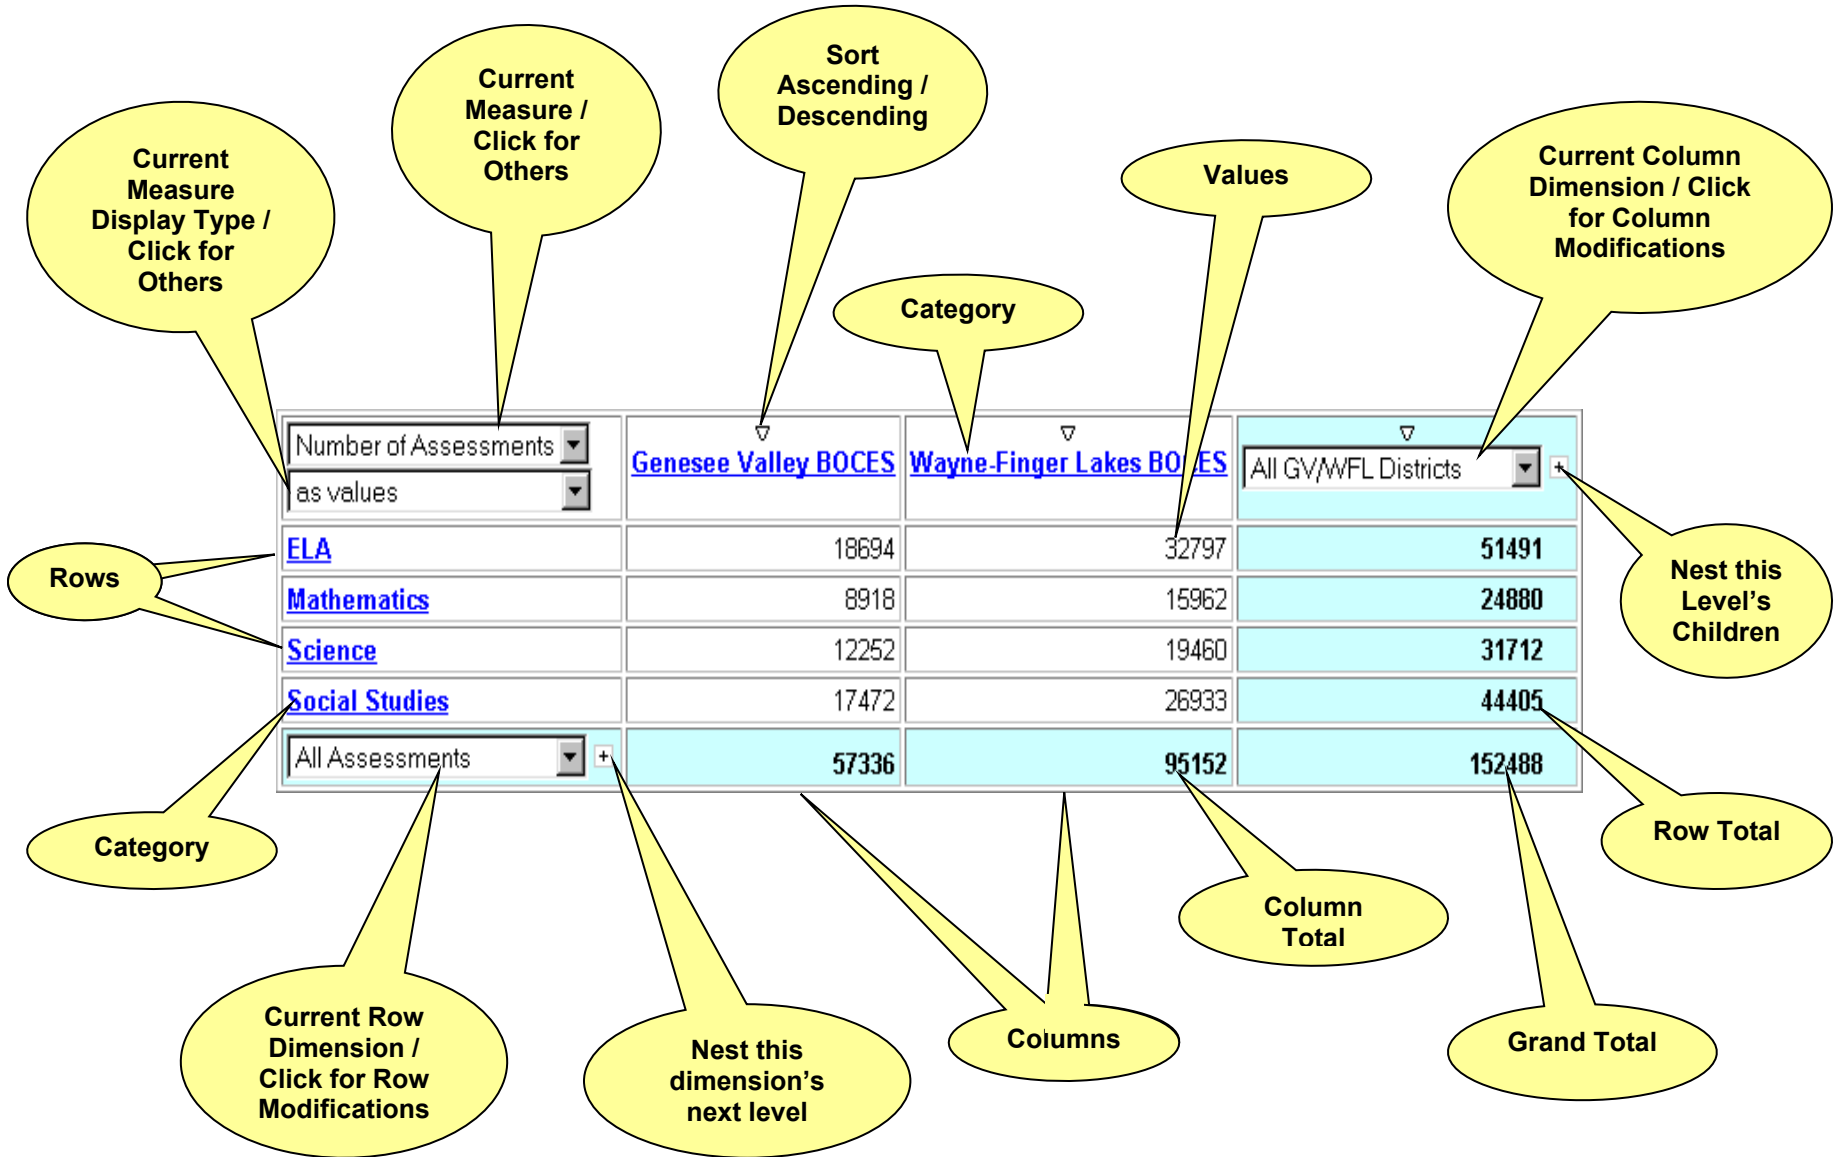 Sort
Ascending /
Descending
Current
Measure /
Click for
Others
Current
Measure
Display Type /
Click for
Others
Values
Current Column
Dimension / Click
for Column
Modifications
Category
Number of Assessments
as values
Genesee Valley BOCES
Wayne-Finger Lakes BOCES
All GV/WFL Districts
+
ELA 18694 32797 51491
Mathematics 8918 15962 24880
Science 12252 19460 31712
Social Studies 17472 26933 44405
All Assessments + 57336 95152 152488
Rows
Nest this
Level's
Children
Category
Row Total
Column
Total
Current Row
Dimension /
Click for Row
Modifications
Nest this
dimension's
next level
Columns
Grand Total